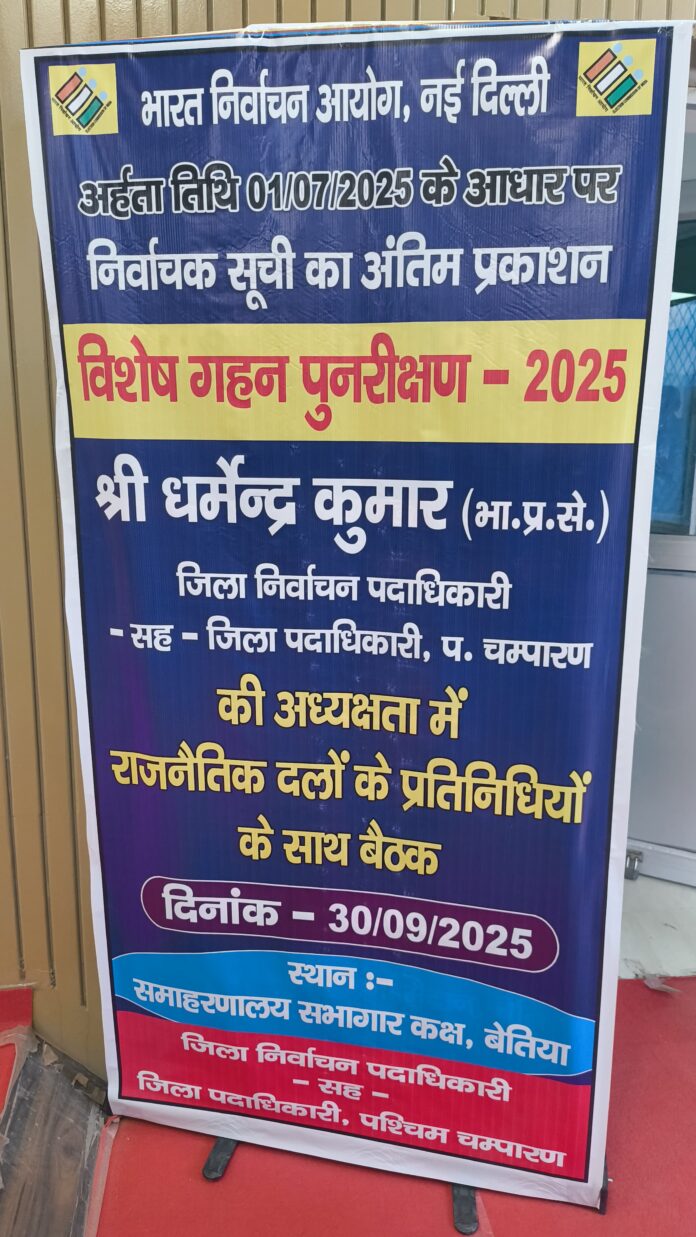 भारत निर्वाचन आयोग, नई दिल्ली
अर्हता तिथि 01/07/2025 के आधार पर
निर्वाचक सूची का अंतिम प्रकाशन
विशेष गहन पुनरीक्षण - 2025
श्री धर्मेन्द्र कुमार (भा.प्र.से.)
जिला निर्वाचन पदाधिकारी
- सह - जिला पदाधिकारी, प. चम्पारण
की अध्यक्षता में
राजनैतिक दलों के प्रतिनिधियों
के साथ बैठक
दिनांक - 30/09/2025
स्थान :-
समाहरणालय सभागार कक्ष, बेतिया
जिला निर्वाचन पदाधिकारी
- सह -
जिला पदाधिकारी, पश्चिम चम्पारण